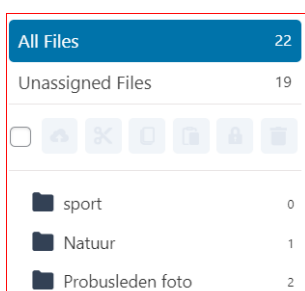 All Files 22
Unassigned Files 19
sport 0
Natuur 1
Probusleden foto 2